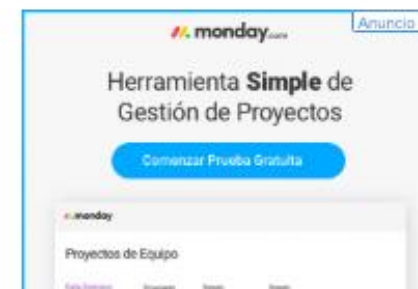 monday.com
Anuncio
Herramienta Simple de
Gestión de Proyectos
Comenzar Prueba Gratuita
monday
Proyectos de Equipo